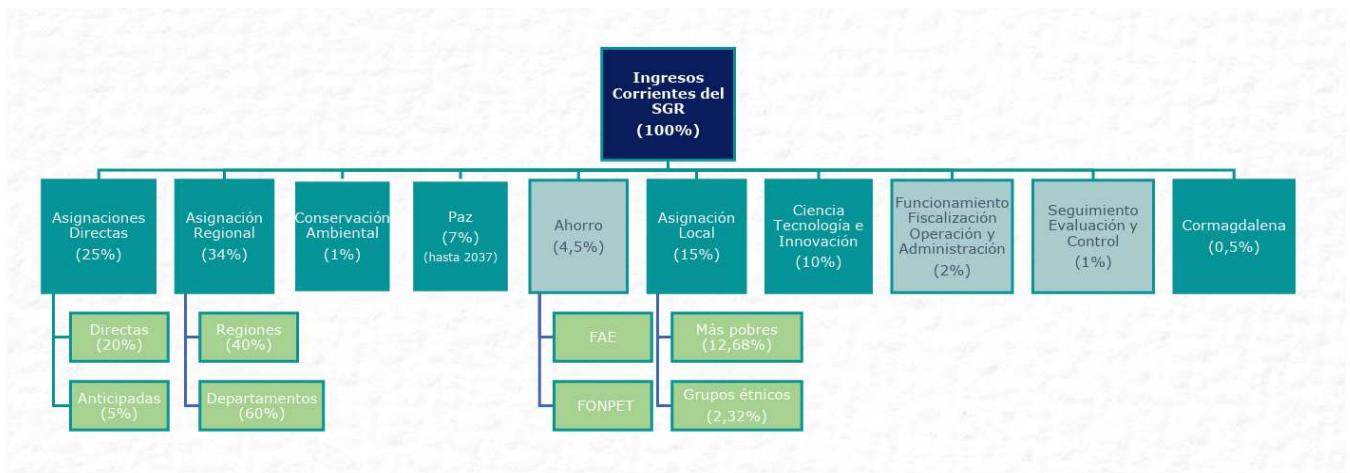 Ingresos
Corrientes del
SGR
(100%)
Asignaciones
Directas
(25%)
Asignación
Regional
(34%)
Conservación
Ambiental
(1%)
Paz
(7%)
(hasta 2037)
Ahorro
(4,5%)
Asignación
Local
(15%)
Ciencia
Tecnología e
Innovación
(10%)
Funcionamiento
Fiscalización
Operación y
Administración
(2%)
Seguimiento
Evaluación y
Control
(1%)
Cormagdalena
(0,5%)
Directas
(20%)
Anticipadas
(5%)
Regiones
(40%)
Departamentos
(60%)
FAE
FONPET
Más pobres
(12,68%)
Grupos étnicos
(2,32%)